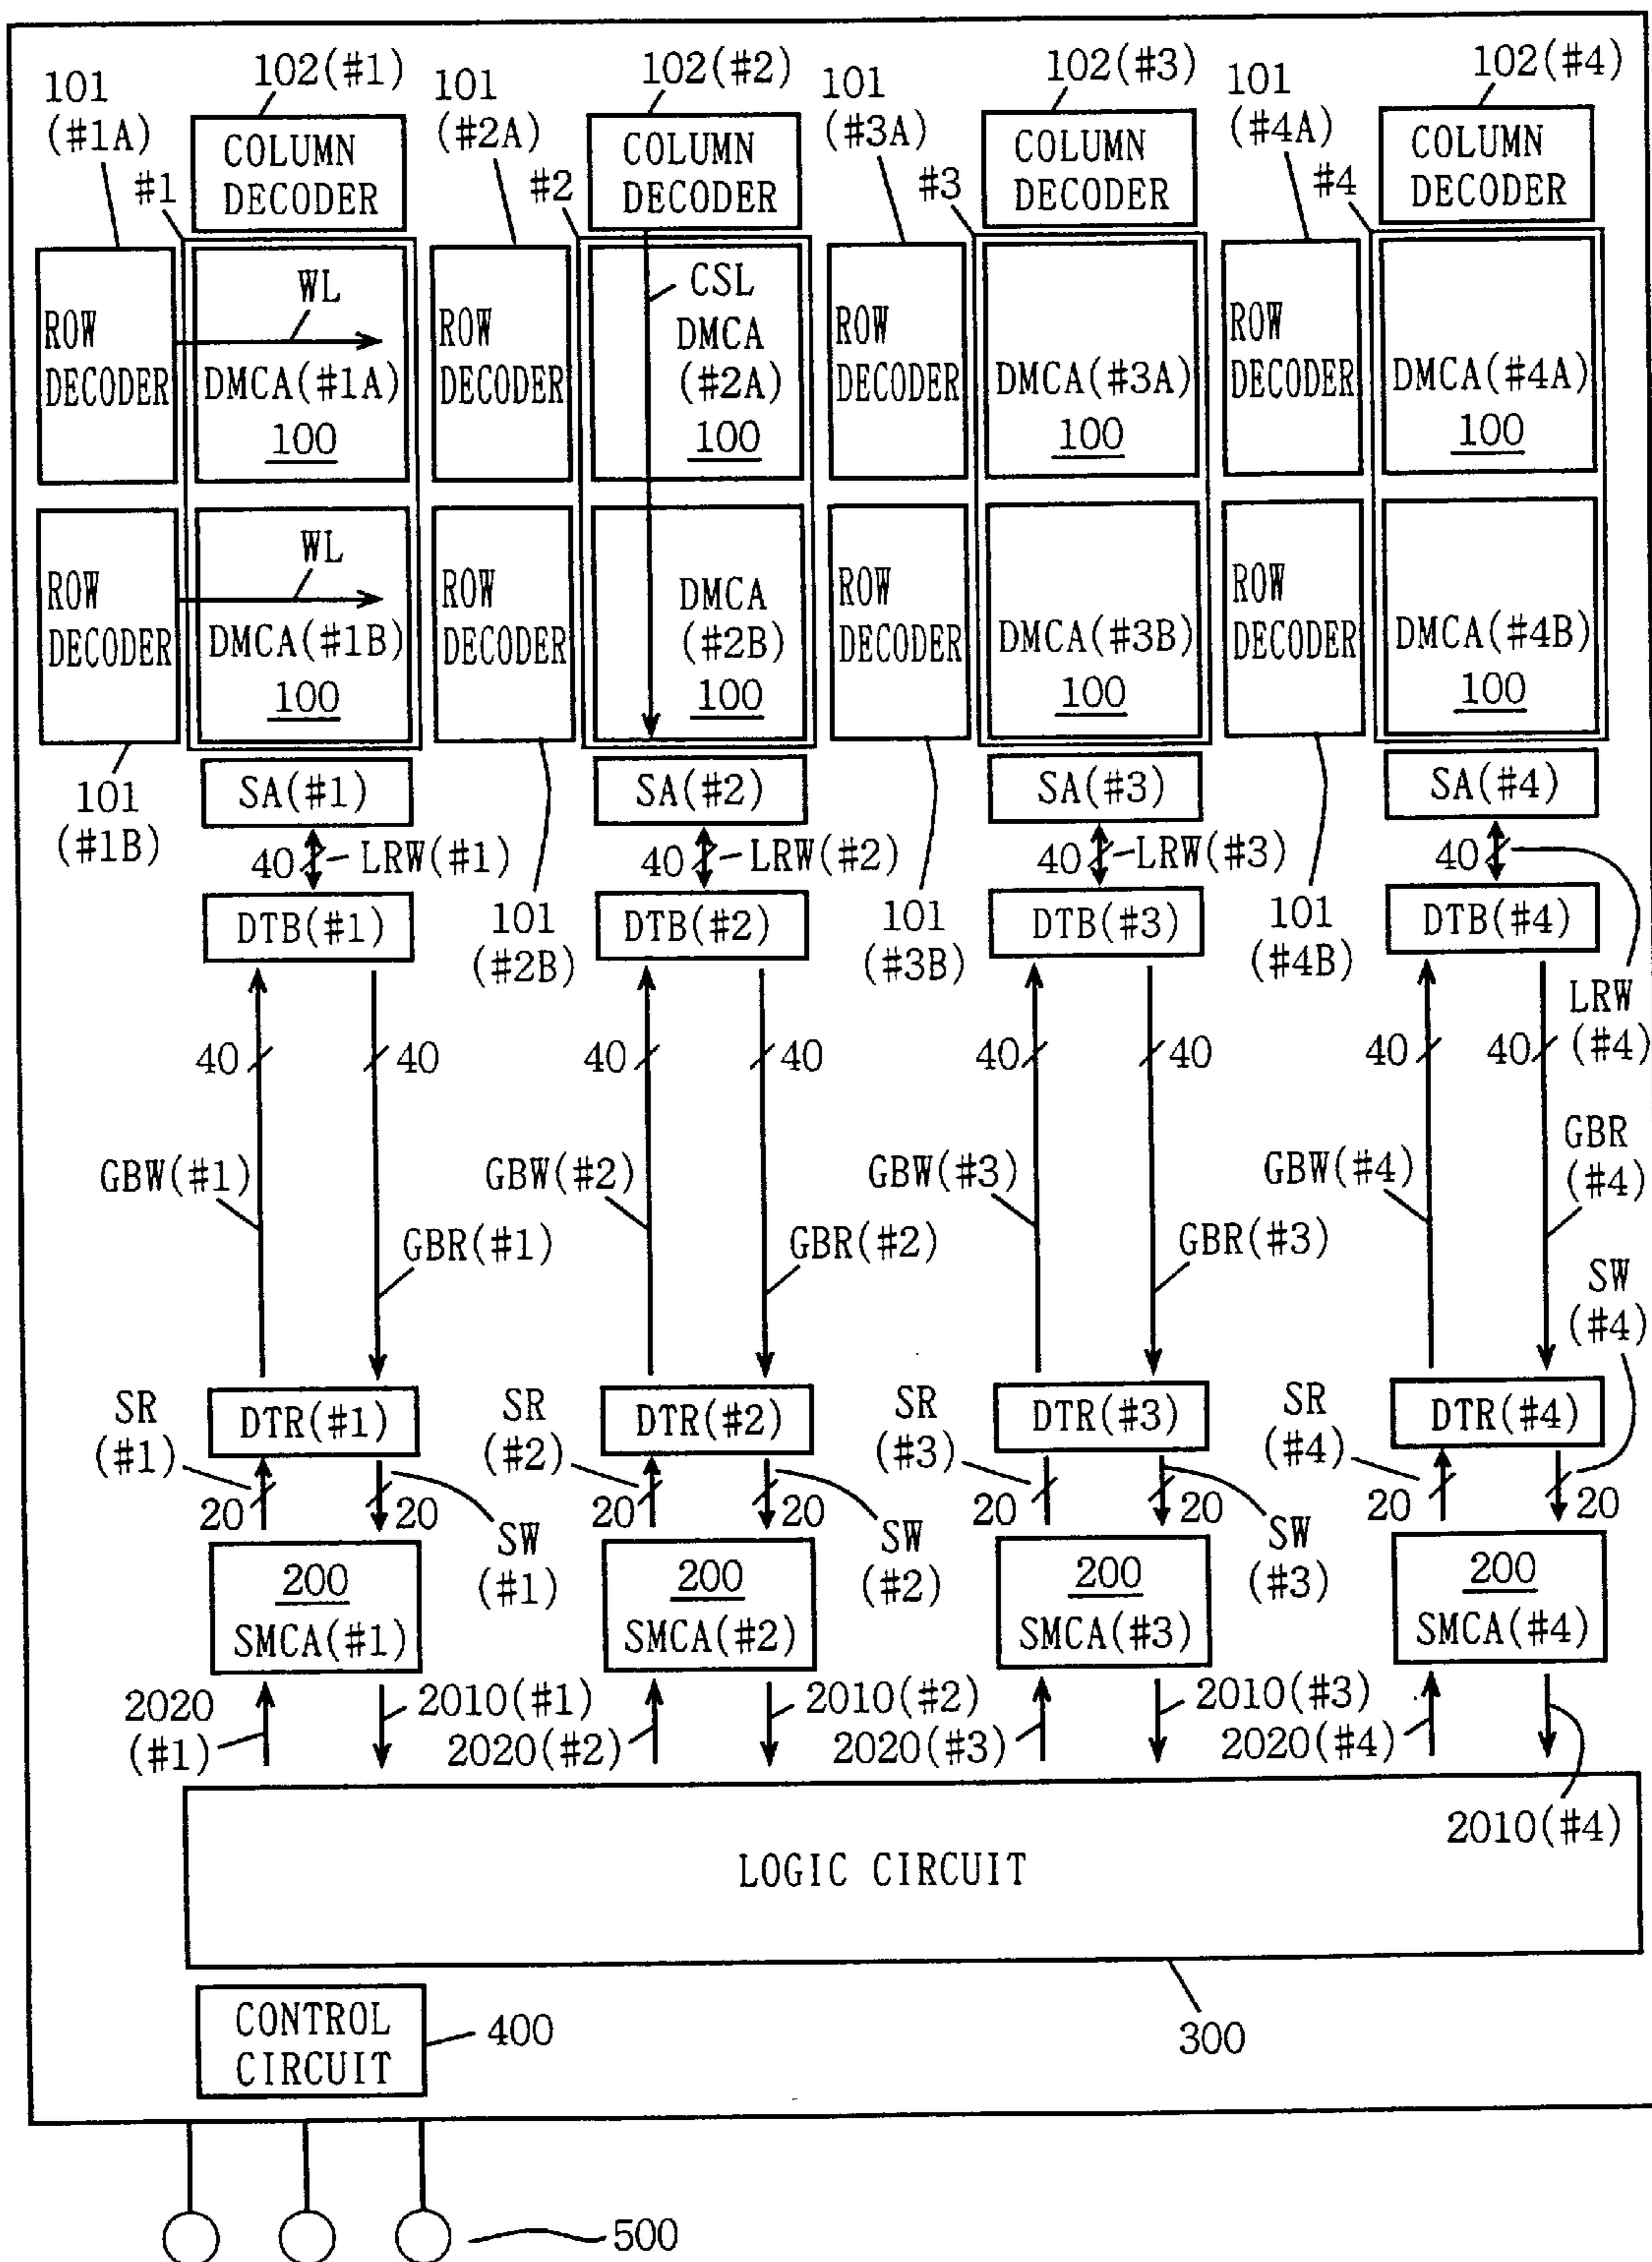 102(#1)
102(#2)
102(#3)
102(#4)
101
(#1A)
101
(#2A)
101
(#3A)
101
(#4A)
COLUMN
DECODER
COLUMN
DECODER
COLUMN
DECODER
COLUMN
DECODER
#1
#2
#3
#4
ROW
DECODER
WL
DMCA(#1A)
100
ROW
DECODER
CSL
DMCA
(#2A)
100
ROW
DECODER
DMCA(#3A)
100
ROW
DECODER
DMCA(#4A)
100
ROW
DECODER
WL
DMCA(#1B)
100
ROW
DECODER
DMCA
(#2B)
100
ROW
DECODER
DMCA(#3B)
100
ROW
DECODER
DMCA(#4B)
100
101
(#1B)
SA(#1)
SA(#2)
SA(#3)
SA(#4)
40
LRW(#1)
40
LRW(#2)
40
LRW(#3)
40
DTB(#1)
101
(#2B)
DTB(#2)
101
(#3B)
DTB(#3)
101
(#4B)
DTB(#4)
LRW
(#4)
40
40
40
40
40
40
40
40
GBW(#1)
GBR(#1)
GBW(#2)
GBR(#2)
GBW(#3)
GBR(#3)
GBW(#4)
GBR
(#4)
SW
(#4)
SR
(#1)
DTR(#1)
SR
(#2)
DTR(#2)
SR
(#3)
DTR(#3)
SR
(#4)
DTR(#4)
20
20
20
20
20
20
20
20
SW
(#1)
SW
(#2)
SW
(#3)
200
SMCA(#1)
200
SMCA(#2)
200
SMCA(#3)
200
SMCA(#4)
2020
(#1)
2010(#1)
2020(#2)
2010(#2)
2020(#3)
2010(#3)
2020(#4)
2010(#4)
LOGIC CIRCUIT
300
CONTROL
CIRCUIT
400
500